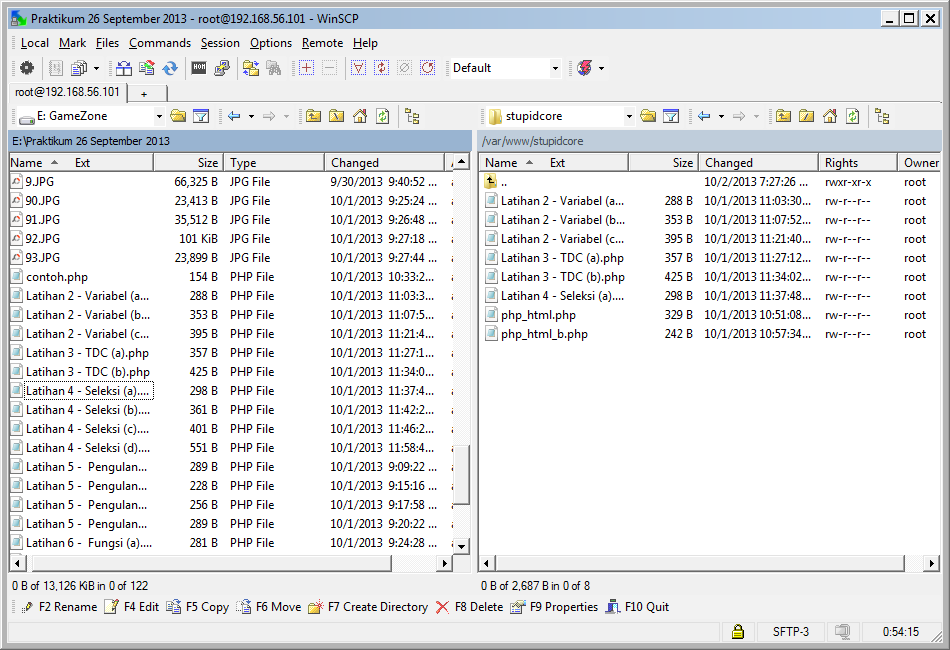 Praktikum 26 September 2013 - root@192.168.56.101 - WinSCP
Local Mark Files Commands Session Options Remote Help
Default
root@192.168.56.101 +
E: GameZone stupidcore
E:\Praktikum 26 September 2013 /var/www/stupidcore
Name Ext Size Type Changed Name Ext Size Changed Rights Owner
9.JPG 66,325 B JPG File 9/30/2013 9:40:52 ... .. 10/2/2013 7:27:26 ... rwxr-xr-x root
90.JPG 23,413 B JPG File 10/1/2013 9:25:24 ... Latihan 2 - Variabel (a... 288 B 10/1/2013 11:03:30... rw-r--r-- root
91.JPG 35,512 B JPG File 10/1/2013 9:26:48 ... Latihan 2 - Variabel (b... 353 B 10/1/2013 11:07:52... rw-r--r-- root
92.JPG 101 KiB JPG File 10/1/2013 9:27:18 ... Latihan 2 - Variabel (c... 395 B 10/1/2013 11:21:40... rw-r--r-- root
93.JPG 23,899 B JPG File 10/1/2013 9:27:44 ... Latihan 3 - TDC (a).php 357 B 10/1/2013 11:27:12... rw-r--r-- root
contoh.php 154 B PHP File 10/1/2013 10:33:2... Latihan 3 - TDC (b).php 425 B 10/1/2013 11:34:02... rw-r--r-- root
Latihan 2 - Variabel (a... 288 B PHP File 10/1/2013 11:03:3... Latihan 4 - Seleksi (a).... 298 B 10/1/2013 11:37:48... rw-r--r-- root
Latihan 2 - Variabel (b... 353 B PHP File 10/1/2013 11:07:5... php_html.php 329 B 10/1/2013 10:51:08... rw-r--r-- root
Latihan 2 - Variabel (c... 395 B PHP File 10/1/2013 11:21:4... php_html_b.php 242 B 10/1/2013 10:57:34... rw-r--r-- root
Latihan 3 - TDC (a).php 357 B PHP File 10/1/2013 11:27:1...
Latihan 3 - TDC (b).php 425 B PHP File 10/1/2013 11:34:0...
Latihan 4 - Seleksi (a).... 298 B PHP File 10/1/2013 11:37:4...
Latihan 4 - Seleksi (b).... 361 B PHP File 10/1/2013 11:42:2...
Latihan 4 - Seleksi (c).... 401 B PHP File 10/1/2013 11:46:2...
Latihan 4 - Seleksi (d).... 551 B PHP File 10/1/2013 11:58:4...
Latihan 5 - Pengulan... 289 B PHP File 10/1/2013 9:09:22 ...
Latihan 5 - Pengulan... 228 B PHP File 10/1/2013 9:15:16 ...
Latihan 5 - Pengulan... 256 B PHP File 10/1/2013 9:17:58 ...
Latihan 5 - Pengulan... 289 B PHP File 10/1/2013 9:20:22 ...
Latihan 6 - Fungsi (a).... 281 B PHP File 10/1/2013 9:24:28 ...
0 B of 13,126 KiB in 0 of 122 0 B of 2,687 B in 0 of 8
F2 Rename F4 Edit F5 Copy F6 Move F7 Create Directory F8 Delete F9 Properties F10 Quit
SFTP-3 0:54:15